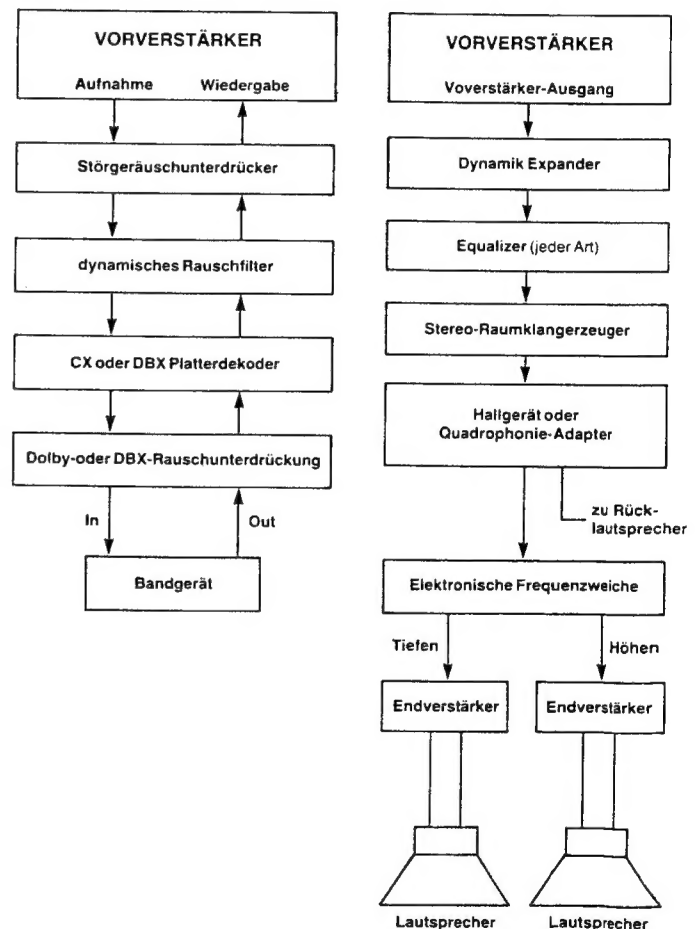 VORVERSTÄRKER
Aufnahme Wiedergabe
Störgeräuschunterdrücker
dynamisches Rauschfilter
CX oder DBX Platterdekoder
Dolby-oder DBX-Rauschunterdrückung
In Out
Bandgerät
VORVERSTÄRKER
Voverstärker-Ausgang
Dynamik Expander
Equalizer (jeder Art)
Stereo-Raumklangerzeuger
Hallgerät oder
Quadrophonie-Adapter
zu Rück-
lautsprecher
Elektronische Frequenzweiche
Tiefen Höhen
Endverstärker Endverstärker
Lautsprecher Lautsprecher